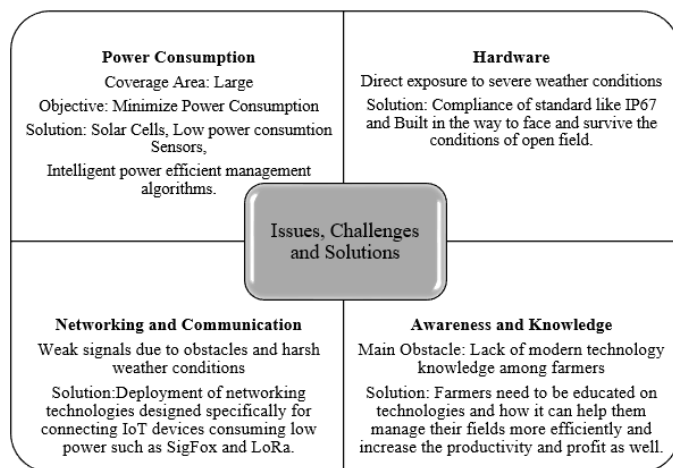 Power Consumption
Coverage Area: Large
Objective: Minimize Power Consumption
Solution: Solar Cells, Low power consumtion
Sensors,
Intelligent power efficient management
algorithms.
Hardware
Direct exposure to severe weather conditions
Solution: Compliance of standard like IP67
and Built in the way to face and survive the
conditions of open field.
Issues, Challenges
and Solutions
Networking and Communication
Weak signals due to obstacles and harsh
weather conditions
Solution:Deployment of networking
technologies designed specifically for
connecting IoT devices consuming low
power such as SigFox and LoRa.
Awareness and Knowledge
Main Obstacle: Lack of modern technology
knowledge among farmers
Solution: Farmers need to be educated on
technologies and how it can help them
manage their fields more efficiently and
increase the productivity and profit as well.